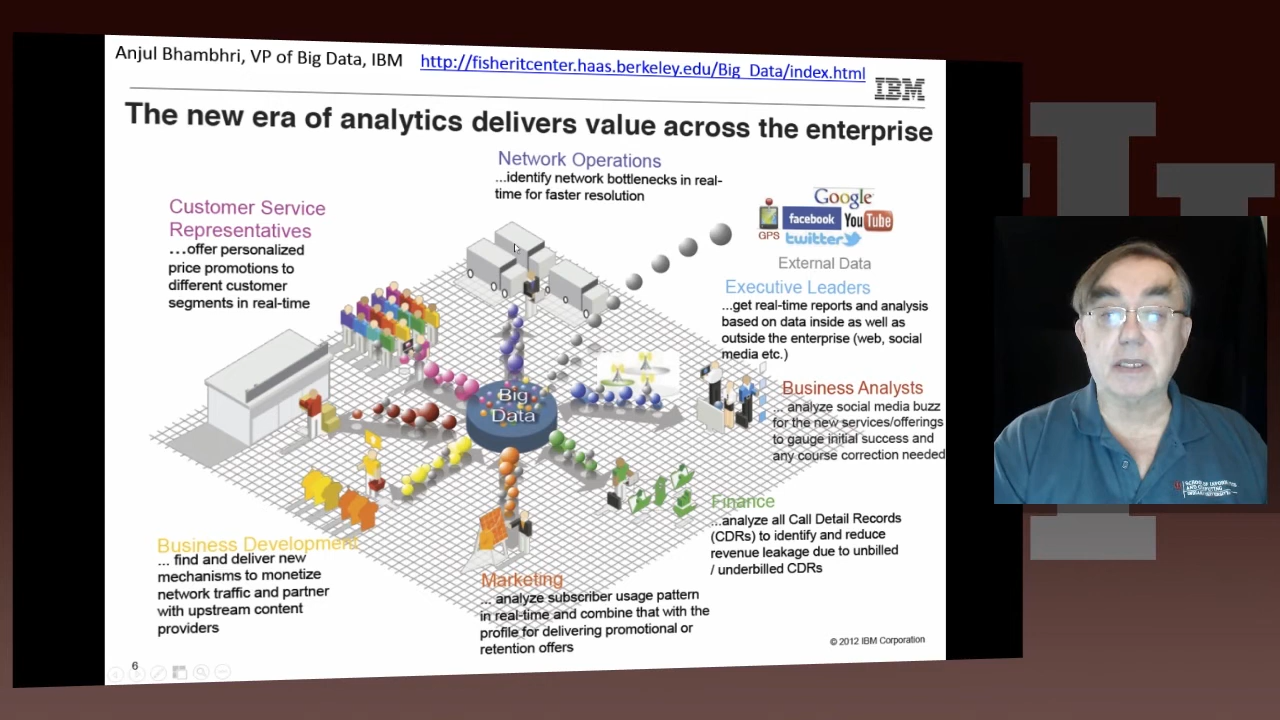 Anjul Bhambhri, VP of Big Data, IBM http://fisheritcenter.haas.berkeley.edu/Big_Data/index.html
IBM
The new era of analytics delivers value across the enterprise
Network Operations
...identify network bottlenecks in real-
time for faster resolution
Customer Service
Representatives
...offer personalized
price promotions to
different customer
segments in real-time
Google
facebook YouTube
GPS twitter
External Data
Executive Leaders
...get real-time reports and analysis
based on data inside as well as
outside the enterprise (web, social
media etc.)
Big
Data
Business Analysts
... analyze social media buzz
for the new services/offerings
to gauge initial success and
any course correction needed
Finance
...analyze all Call Detail Records
(CDRs) to identify and reduce
revenue leakage due to unbilled
/ underbilled CDRs
Business Development
... find and deliver new
mechanisms to monetize
network traffic and partner
with upstream content
providers
Marketing
... analyze subscriber usage pattern
in real-time and combine that with the
profile for delivering promotional or
retention offers
© 2012 IBM Corporation
6